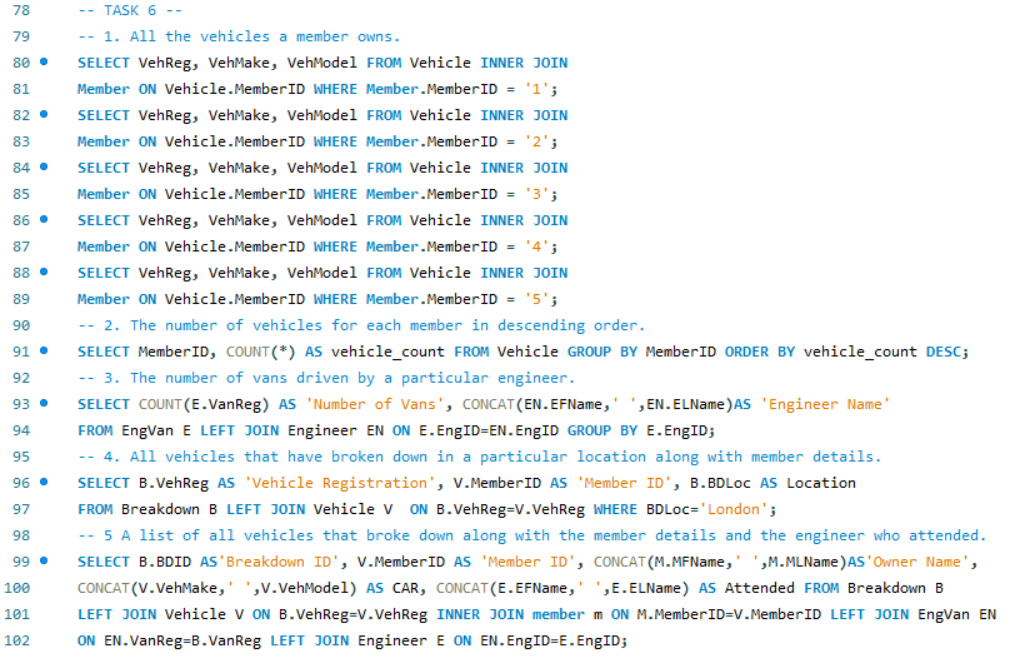 78 -- TASK 6 --
79 -- 1. All the vehicles a member owns.
80 SELECT VehReg, VehMake, VehModel FROM Vehicle INNER JOIN
81 Member ON Vehicle.MemberID WHERE Member.MemberID = '1';
82 SELECT VehReg, VehMake, VehModel FROM Vehicle INNER JOIN
83 Member ON Vehicle.MemberID WHERE Member.MemberID = '2';
84 SELECT VehReg, VehMake, VehModel FROM Vehicle INNER JOIN
85 Member ON Vehicle.MemberID WHERE Member.MemberID = '3';
86 SELECT VehReg, VehMake, VehModel FROM Vehicle INNER JOIN
87 Member ON Vehicle.MemberID WHERE Member.MemberID = '4';
88 SELECT VehReg, VehMake, VehModel FROM Vehicle INNER JOIN
89 Member ON Vehicle.MemberID WHERE Member.MemberID = '5';
90 -- 2. The number of vehicles for each member in descending order.
91 SELECT MemberID, COUNT(*) AS vehicle_count FROM Vehicle GROUP BY MemberID ORDER BY vehicle_count DESC;
92 -- 3. The number of vans driven by a particular engineer.
93 SELECT COUNT(E.VanReg) AS 'Number of Vans', CONCAT(EN.EFName,' ',EN.ELName)AS 'Engineer Name'
94 FROM EngVan E LEFT JOIN Engineer EN ON E.EngID=EN.EngID GROUP BY E.EngID;
95 -- 4. All vehicles that have broken down in a particular location along with member details.
96 SELECT B.VehReg AS 'Vehicle Registration', V.MemberID AS 'Member ID', B.BDLoc AS Location
97 FROM Breakdown B LEFT JOIN Vehicle V  ON B.VehReg=V.VehReg WHERE BDLoc='London';
98 -- 5 A list of all vehicles that broke down along with the member details and the engineer who attended.
99 SELECT B.BDID AS'Breakdown ID', V.MemberID AS 'Member ID', CONCAT(M.MFName,' ',M.MLName)AS'Owner Name',
100 CONCAT(V.VehMake,' ',V.VehModel) AS CAR, CONCAT(E.EFName,' ',E.ELName) AS Attended FROM Breakdown B
101 LEFT JOIN Vehicle V ON B.VehReg=V.VehReg INNER JOIN member m ON M.MemberID=V.MemberID LEFT JOIN EngVan EN
102 ON EN.VanReg=B.VanReg LEFT JOIN Engineer E ON EN.EngID=E.EngID;